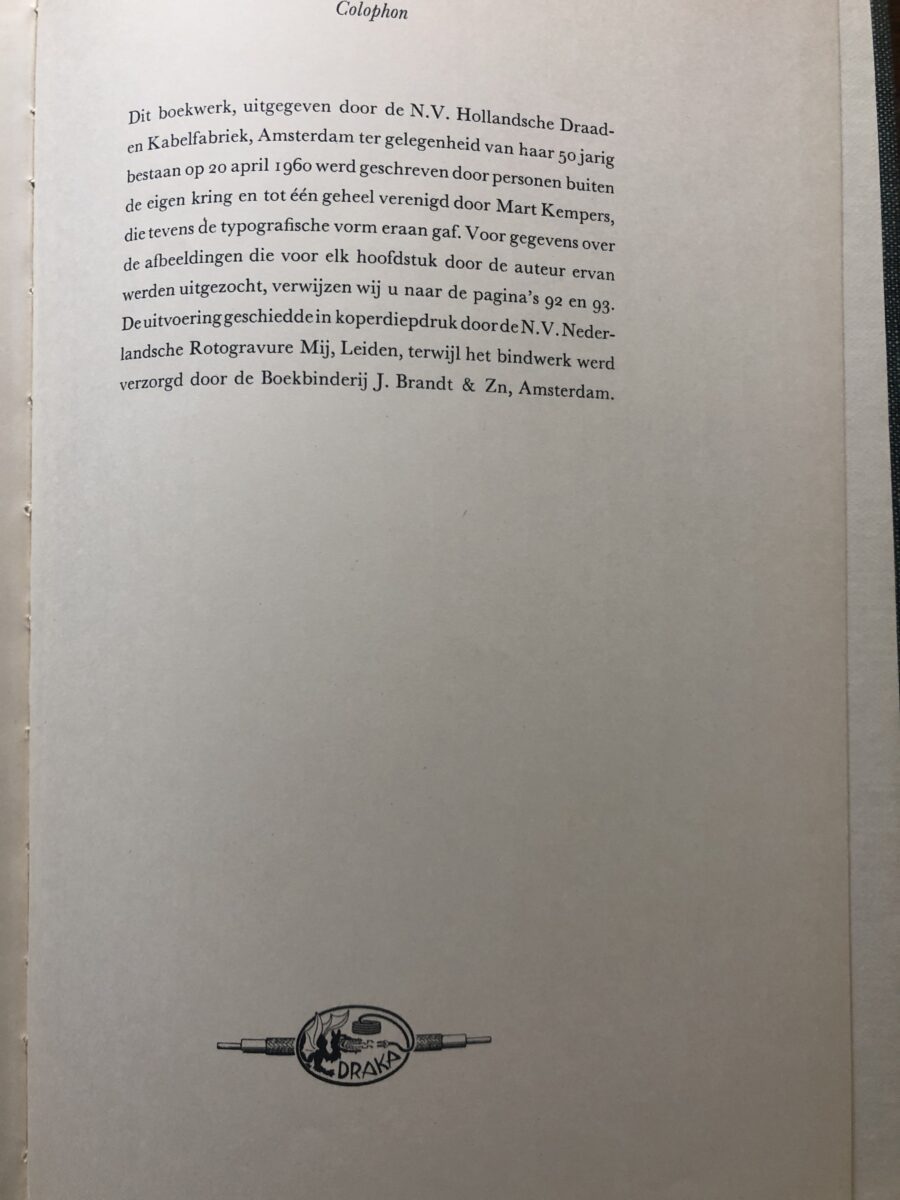 Colophon
Dit boekwerk, uitgegeven door de N.V. Hollandsche Draad-
en Kabelfabriek, Amsterdam ter gelegenheid van haar 50 jarig
bestaan op 20 april 1960 werd geschreven door personen buiten
de eigen kring en tot één geheel verenigd door Mart Kempers,
die tevens de typografische vorm eraan gaf. Voor gegevens over
de afbeeldingen die voor elk hoofdstuk door de auteur ervan
werden uitgezocht, verwijzen wij u naar de pagina's 92 en 93.
De uitvoering geschiedde in koperdiepdruk door de N.V. Neder-
landsche Rotogravure Mij, Leiden, terwijl het bindwerk werd
verzorgd door de Boekbinderij J. Brandt & Zn, Amsterdam.
DRAKA